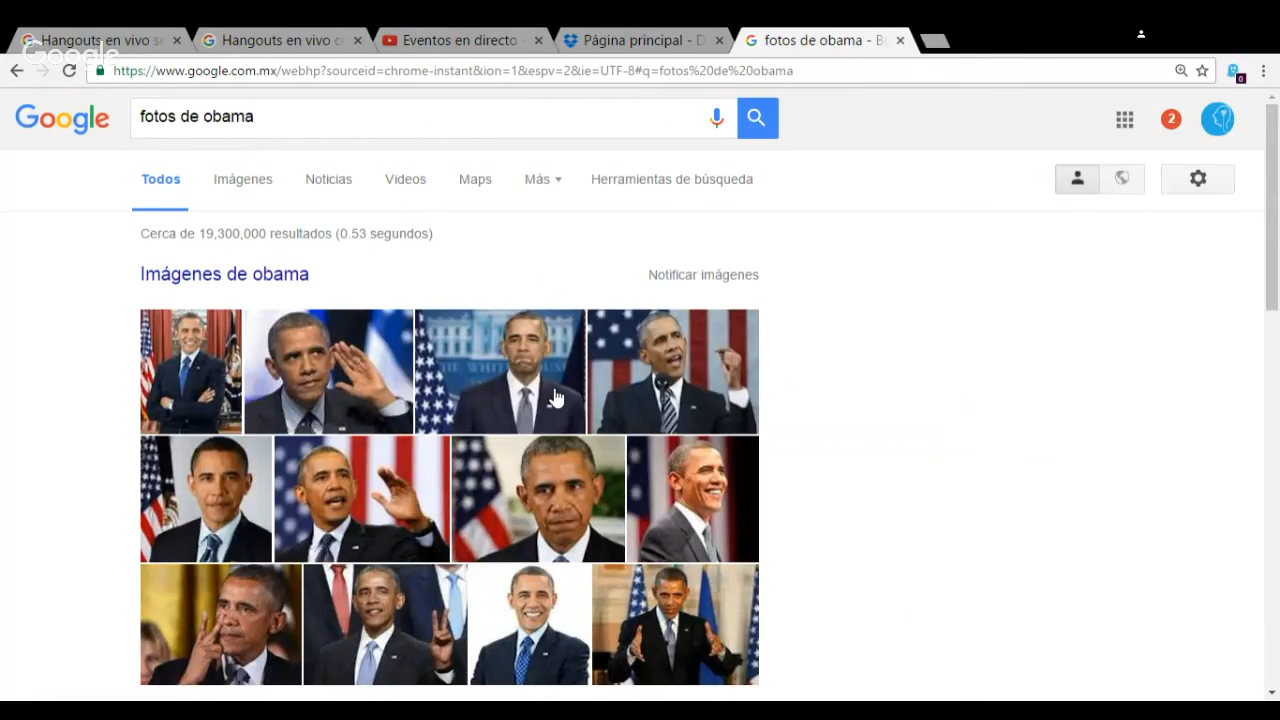 Hangouts en vivo se
Hangouts en vivo c
Eventos en directo -
Página principal - D
fotos de obama - B
Google
https://www.google.com.mx/webhp?sourceid=chrome-instant&ion=1&espv=2&ie=UTF-8#q=fotos%20de%20obama
0
Google
fotos de obama
2
Todos
Imágenes
Noticias
Videos
Maps
Más
Herramientas de búsqueda
Cerca de 19,300,000 resultados (0.53 segundos)
Imágenes de obama
Notificar imágenes